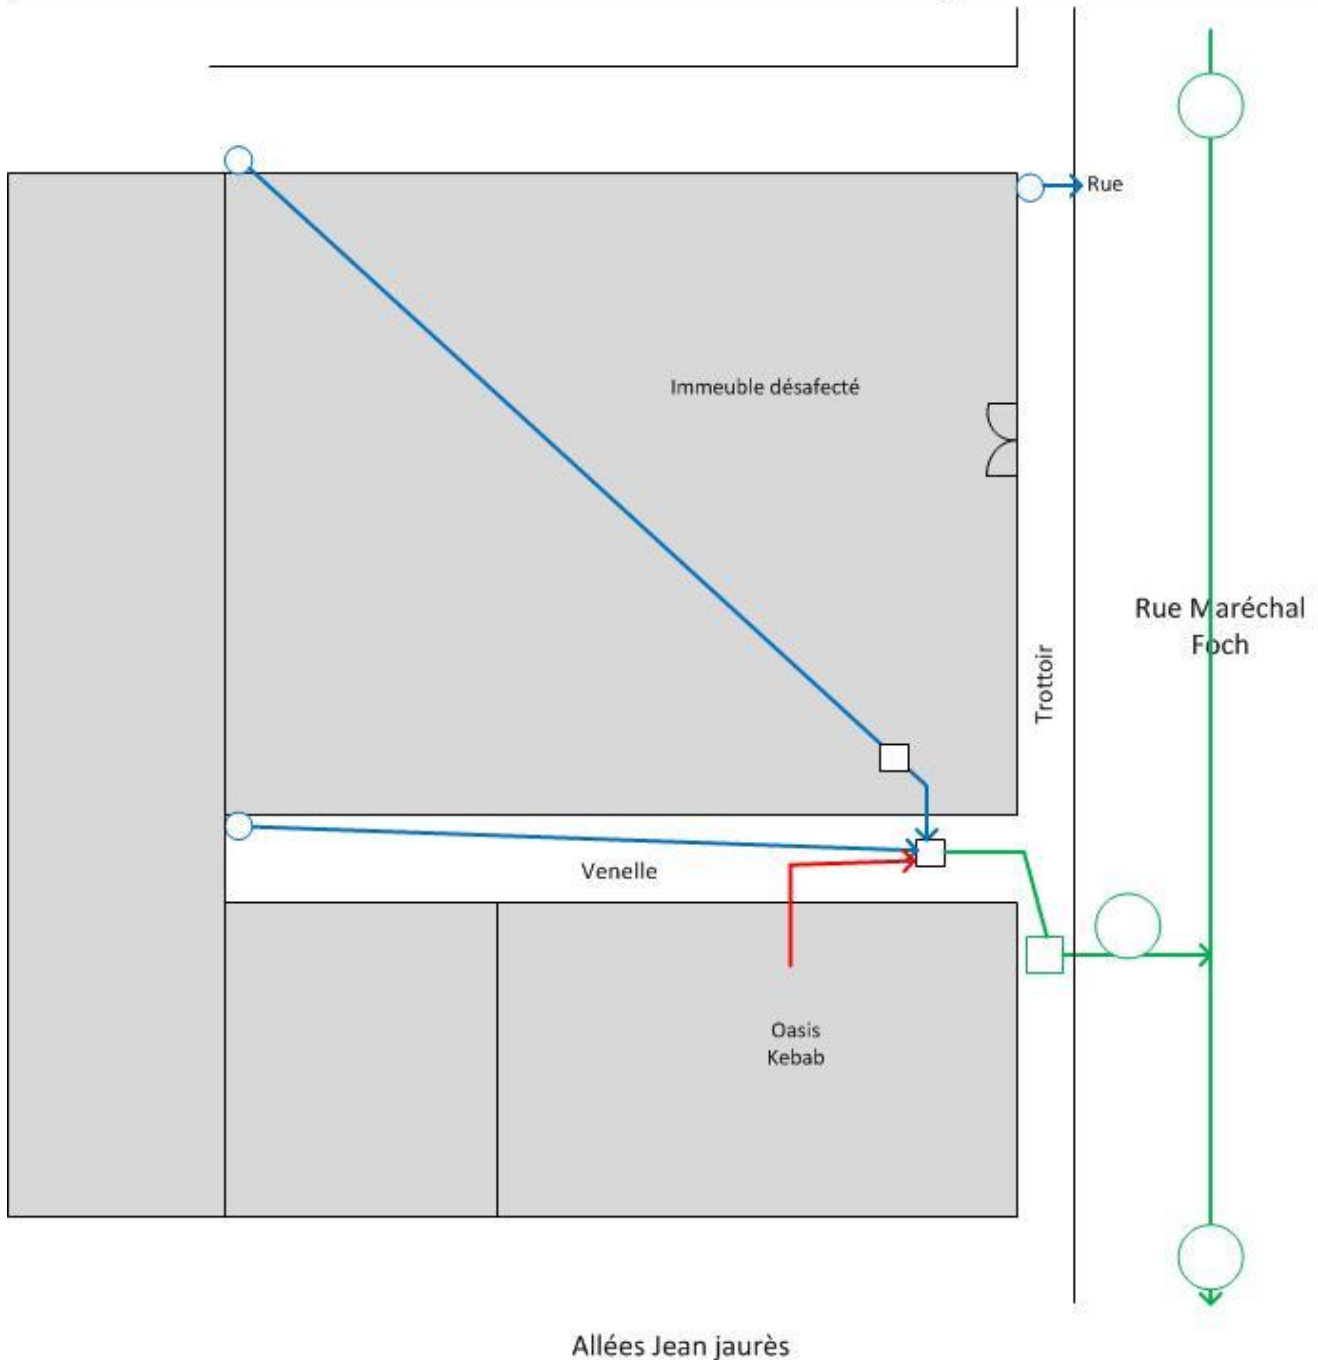 Rue
Immeuble désafecté
Rue Maréchal
Foch
Trottoir
Venelle
Oasis
Kebab
Allées Jean jaurès